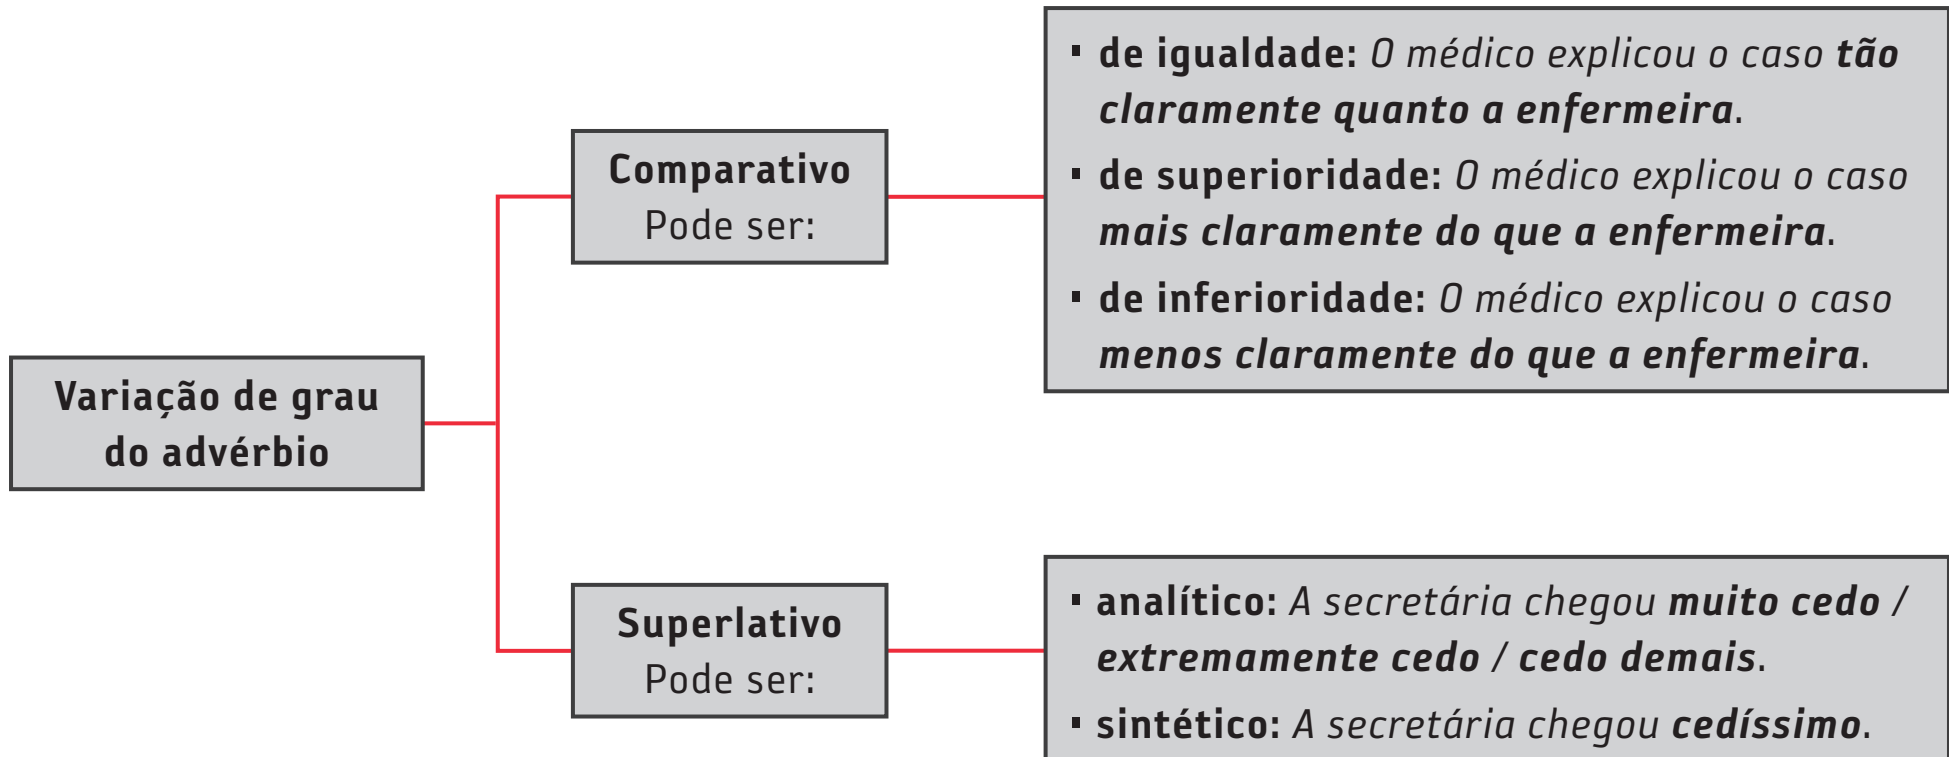 Variação de grau
do advérbio
Comparativo
Pode ser:
▪ de igualdade: O médico explicou o caso tão
claramente quanto a enfermeira.
▪ de superioridade: O médico explicou o caso
mais claramente do que a enfermeira.
▪ de inferioridade: O médico explicou o caso
menos claramente do que a enfermeira.
Superlativo
Pode ser:
▪ analítico: A secretária chegou muito cedo /
extremamente cedo / cedo demais.
▪ sintético: A secretária chegou cedíssimo.